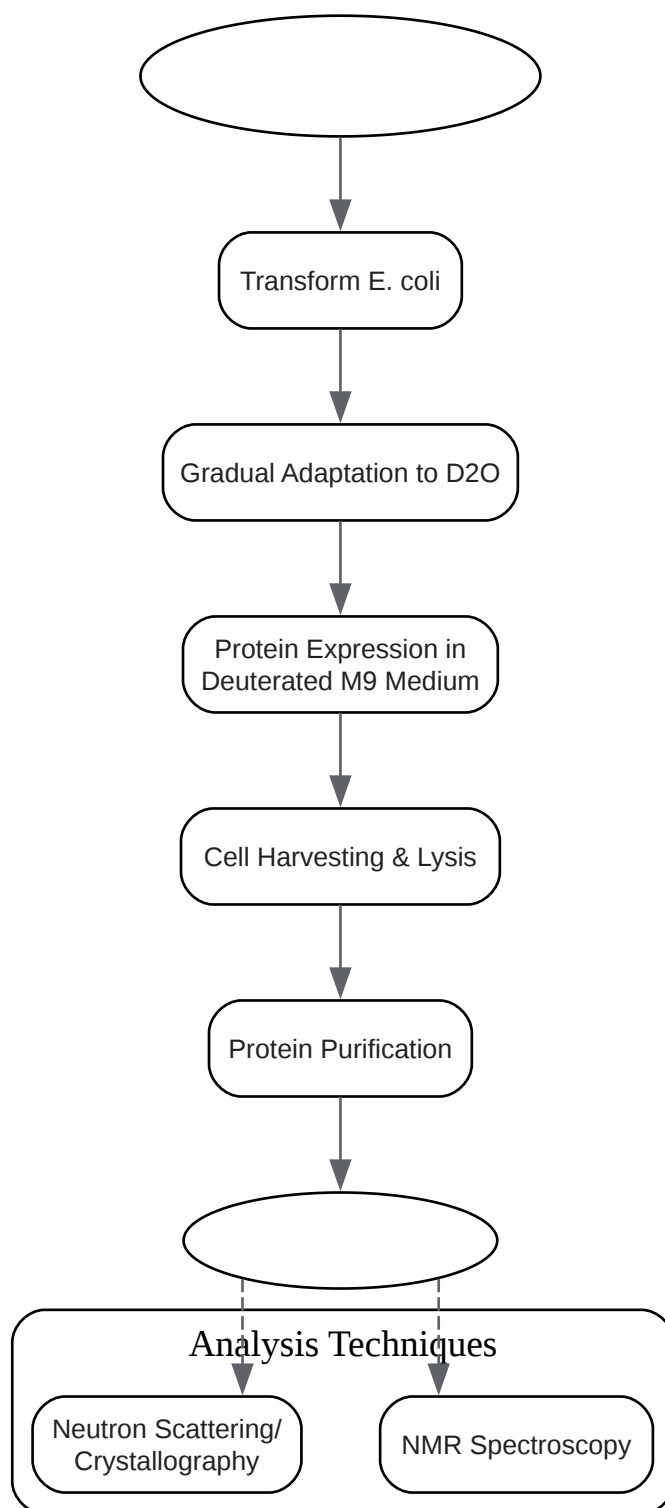 Transform E. coli
Gradual Adaptation to D2O
Protein Expression in
Deuterated M9 Medium
Cell Harvesting & Lysis
Protein Purification
Analysis Techniques
Neutron Scattering/
Crystallography
NMR Spectroscopy